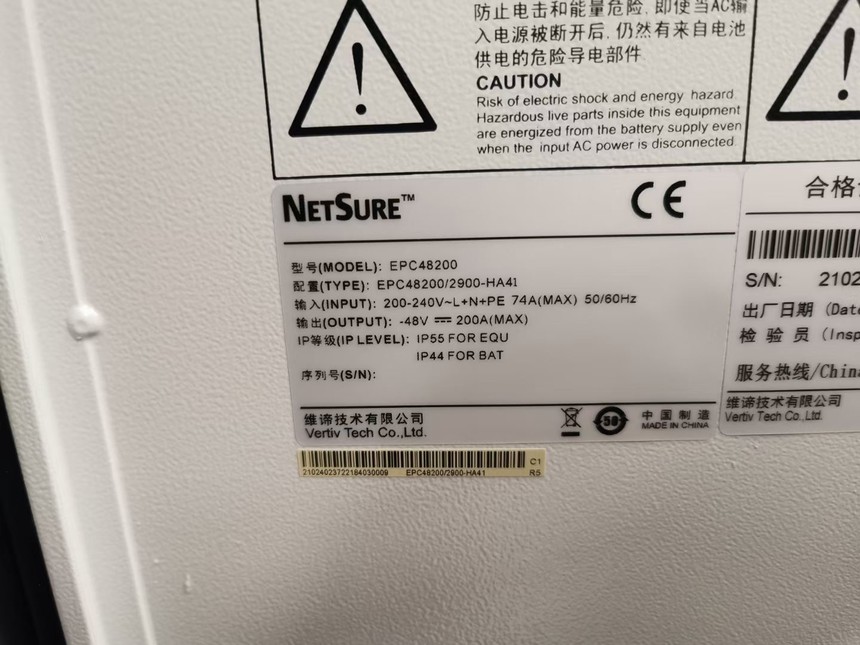 防止电击和能量危险, 即使当AC输
入电源被断开后, 仍然有来自电池
供电的危险导电部件
CAUTION
Risk of electric shock and energy hazard.
Hazardous live parts inside this equipment
are energized from the battery supply even
when the input AC power is disconnected.
NETSURE™
CE
型号(MODEL): EPC48200
配置(TYPE): EPC48200/2900-HA41
输入(INPUT): 200-240V~L+N+PE 74A(MAX) 50/60Hz
输出(OUTPUT): -48V ⎓ 200A(MAX)
IP等级(IP LEVEL): IP55 FOR EQU
IP44 FOR BAT
序列号(S/N):
维谛技术有限公司
Vertiv Tech Co.,Ltd.
50
中国制造
MADE IN CHINA
21024023722184030009 EPC48200/2900-HA41
C1
R5
合格
S/N: 2102
出厂日期 (Date
检 验 员 (Insp
服务热线/China
维谛技术有限公司
Vertiv Tech Co.,Ltd.